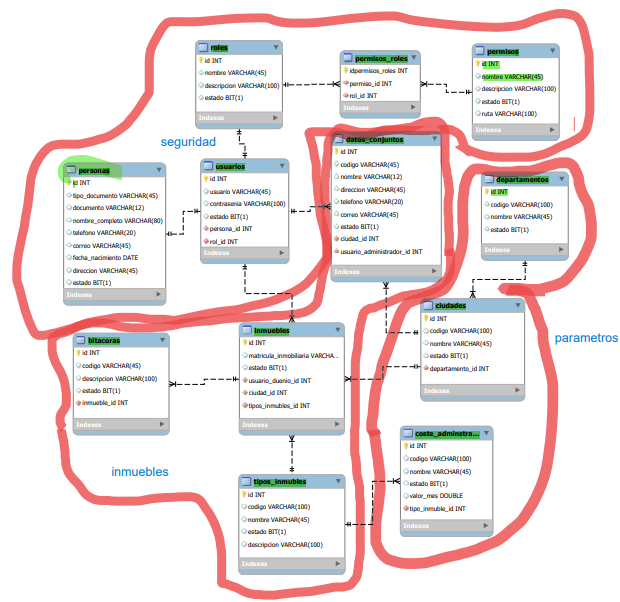 roles
id INT
nombre VARCHAR(45)
descripcion VARCHAR(100)
estado BIT(1)
Indexes
permisos_roles
idpermisos_roles INT
permiso_id INT
rol_id INT
Indexes
permisos
id INT
nombre VARCHAR(45)
descripcion VARCHAR(100)
estado BIT(1)
ruta VARCHAR(100)
Indexes
seguridad
personas
id INT
tipo_documento VARCHAR(45)
documento VARCHAR(12)
nombre_completo VARCHAR(80)
telefono VARCHAR(20)
correo VARCHAR(45)
fecha_nacimiento DATE
direccion VARCHAR(45)
estado BIT(1)
Indexes
usuarios
id INT
usuario VARCHAR(45)
contrasenia VARCHAR(100)
estado BIT(1)
persona_id INT
rol_id INT
Indexes
datos_conjuntos
id INT
codigo VARCHAR(45)
nombre VARCHAR(12)
direccion VARCHAR(45)
telefono VARCHAR(20)
correo VARCHAR(45)
estado BIT(1)
ciudad_id INT
usuario_administrador_id INT
Indexes
departamentos
id INT
codigo VARCHAR(100)
nombre VARCHAR(45)
estado BIT(1)
Indexes
bitacoras
id INT
codigo VARCHAR(45)
descripcion VARCHAR(100)
estado BIT(1)
inmueble_id INT
Indexes
inmuebles
id INT
matricula_inmobiliaria VARCHA...
estado BIT(1)
usuario_duenio_id INT
ciudad_id INT
tipos_inmubles_id INT
Indexes
ciudades
id INT
codigo VARCHAR(100)
nombre VARCHAR(45)
estado BIT(1)
departamento_id INT
Indexes
parametros
inmuebles
tipos_inmubles
id INT
codigo VARCHAR(100)
nombre VARCHAR(45)
estado BIT(1)
descripcion VARCHAR(100)
Indexes
coste_adminstra...
id INT
codigo VARCHAR(100)
nombre VARCHAR(45)
estado BIT(1)
valor_mes DOUBLE
tipo_inmuble_id INT
Indexes